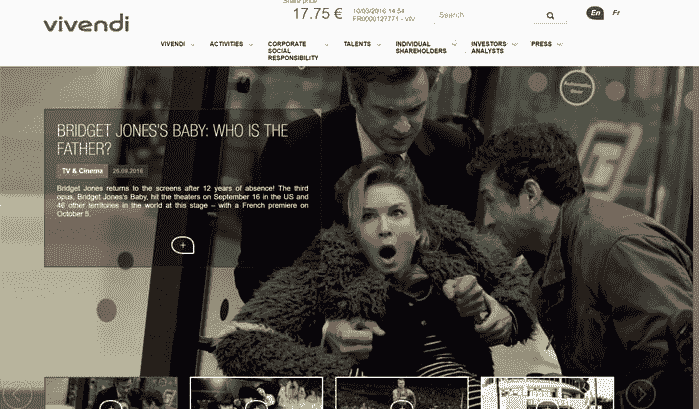 Share price
vivendi
17.75 €
10/03/2016 14:54
FR0000127771 - VIV
Search
En
Fr
VIVENDI
ACTIVITIES
CORPORATE
SOCIAL
RESPONSIBILITY
TALENTS
INDIVIDUAL
SHAREHOLDERS
INVESTORS
ANALYSTS
PRESS
BRIDGET JONES'S BABY: WHO IS THE
FATHER?
TV & Cinema
26.09.2016
Bridget Jones returns to the screens after 12 years of absence! The third
opus, Bridget Jones's Baby, hit the theaters on September 16 in the US and
46 other territories in the world at this stage – with a French premiere on
October 5.
+